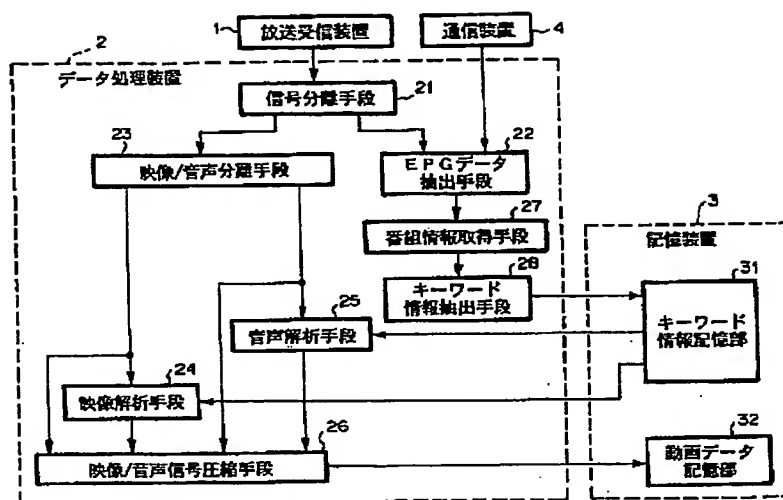 1
放送受信装置
通信装置
4
2
データ処理装置
信号分離手段
21
23
映像/音声分離手段
22
EPGデータ
抽出手段
27
番組情報取得手段
28
キーワード
情報抽出手段
3
記憶装置
31
キーワード
情報記憶部
25
音声解析手段
24
映像解析手段
26
映像/音声信号圧縮手段
32
動画データ
記憶部